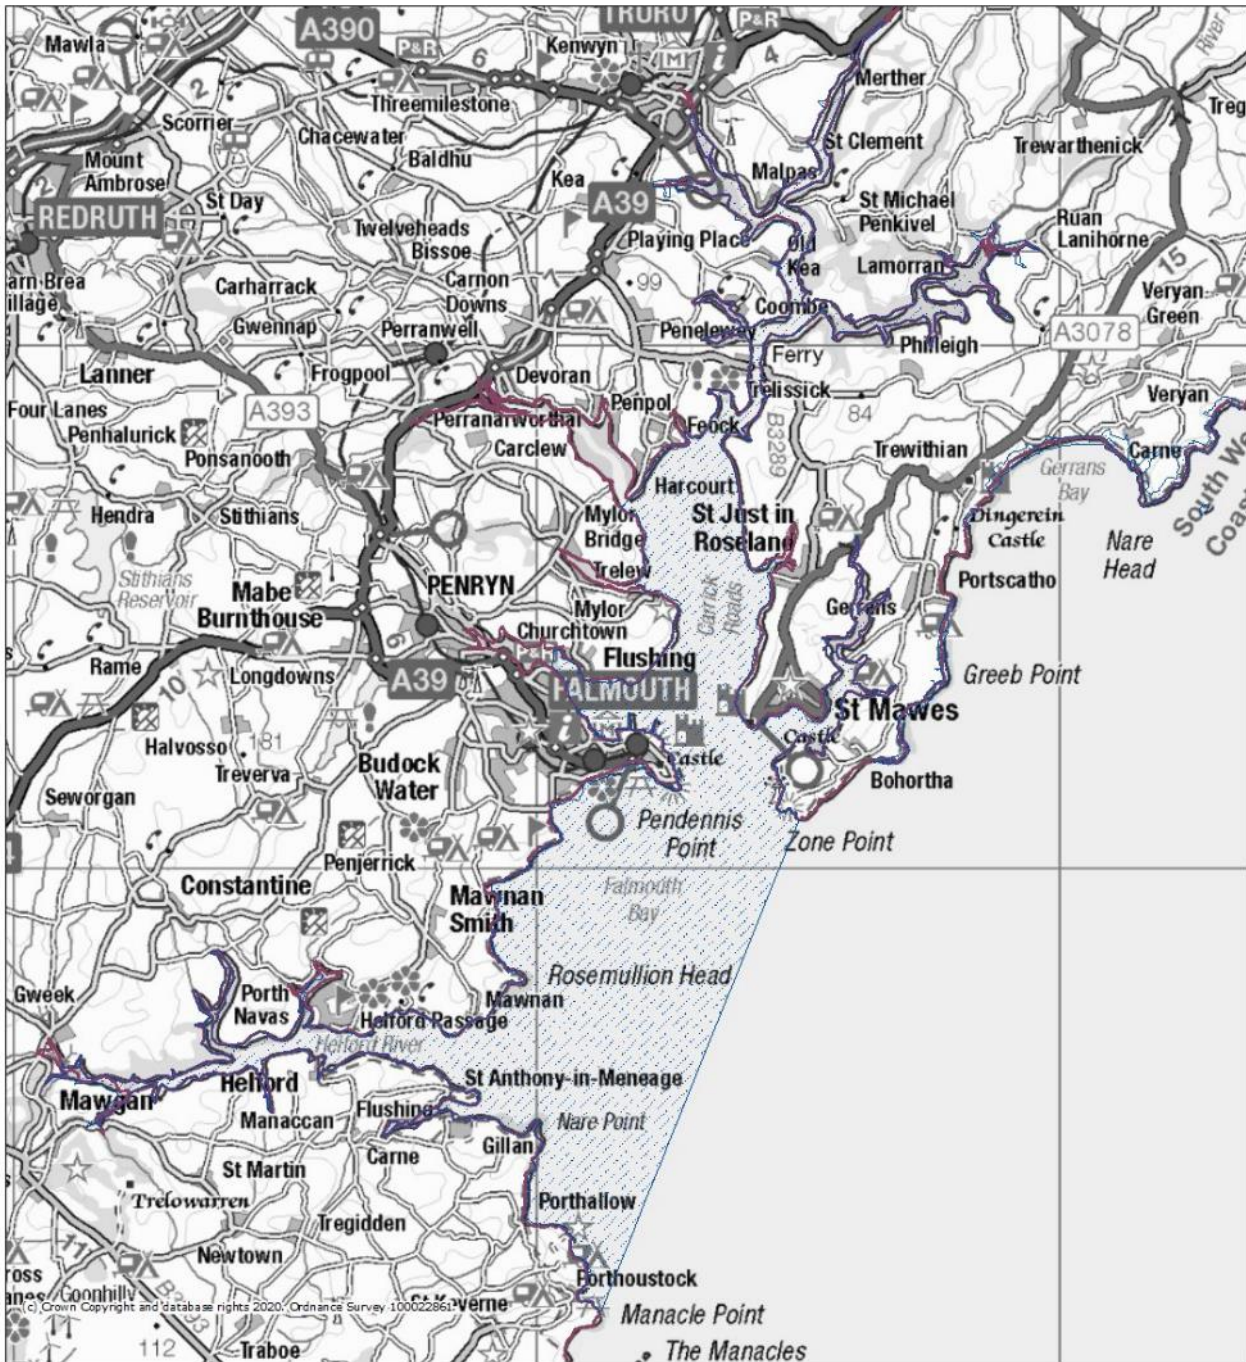 TRURO
P&R
A390
Mawla
Kenwyn
P&R
6
M
i
4
Merther
Threemilestone
2
Scorrier
Chacewater
Baldhu
St Clement
Trewarthenick
Mount
Ambrose
Kea
Malpas
2
REDRUTH
St Day
A39
St Michael
Penkivel
Ruan
Lanihorne
Twelveheads
Bissoe
Playing Place
Old
Kea
Lamorran
15
Carnon
Downs
99
Carharrack
Coombe
Veryan
Green
Gwennap
Perranwell
Penelewey
Philleigh
A3078
Ferry
Lanner
Frogpool
Devoran
Trelissick
Four Lanes
A393
Penpol
84
Veryan
Perranarworthal
Feock
Penhalurick
Carclew
B3289
Trewithian
Carne
Ponsanooth
Gerrans
Bay
Harcourt
Hendra
Stithians
Mylor
Bridge
St Just in
Roseland
Dingerein
Castle
Nare
Head
Stithians
Reservoir
PENRYN
Trelew
Portscatho
Mabe
Burnthouse
Carrick
Roads
Gerrans
Mylor
Churchtown
Rame
P&R
Flushing
Longdowns
A39
FALMOUTH
Greeb Point
10
St Mawes
Halvosso
181
i
Castle
Treverva
Budock
Water
Castle
Bohortha
Seworgan
Pendennis
Point
Zone Point
Penjerrick
Constantine
Mawnan
Smith
Falmouth
Bay
Rosemullion Head
Gweek
Porth
Navas
Mawnan
Helford Passage
Helford River
St Anthony-in-Meneage
Mawgan
Helford
Flushing
Manaccan
Nare Point
Carne
Gillan
St Martin
Trelowarren
Porthallow
Tregidden
11
Newtown
Porthoustock
Goonhilly
(c) Crown Copyright and database rights 2020. Ordnance Survey 100022861.
St Keverne
Manacle Point
112
Traboe
The Manacles